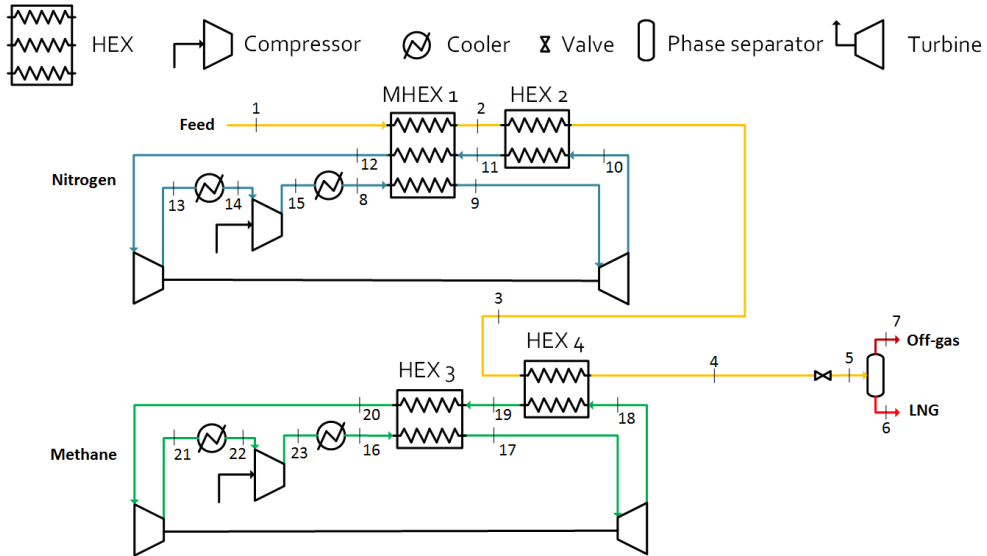 HEX
Compressor
Cooler
Valve
Phase separator
Turbine
MHEX 1
HEX 2
1
2
Feed
12
11
10
Nitrogen
13
14
15
8
9
3
7
HEX 4
Off-gas
4
5
HEX 3
20
19
18
LNG
6
Methane
21
22
23
16
17